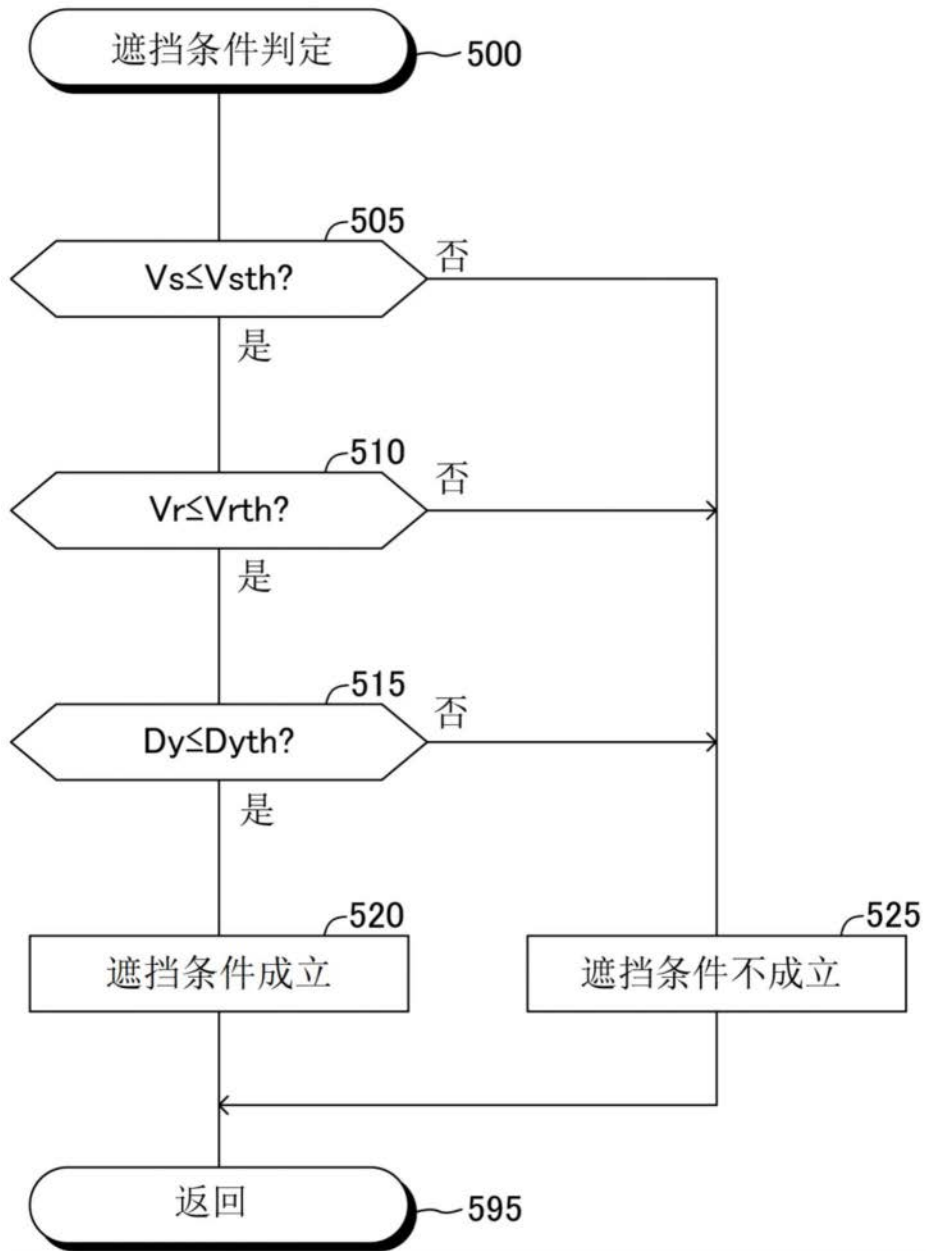 遮挡条件判定
500
505
Vs≤Vsth?
否
是
510
Vr≤Vrth?
否
是
515
Dy≤Dyth?
否
是
520
遮挡条件成立
525
遮挡条件不成立
返回
595